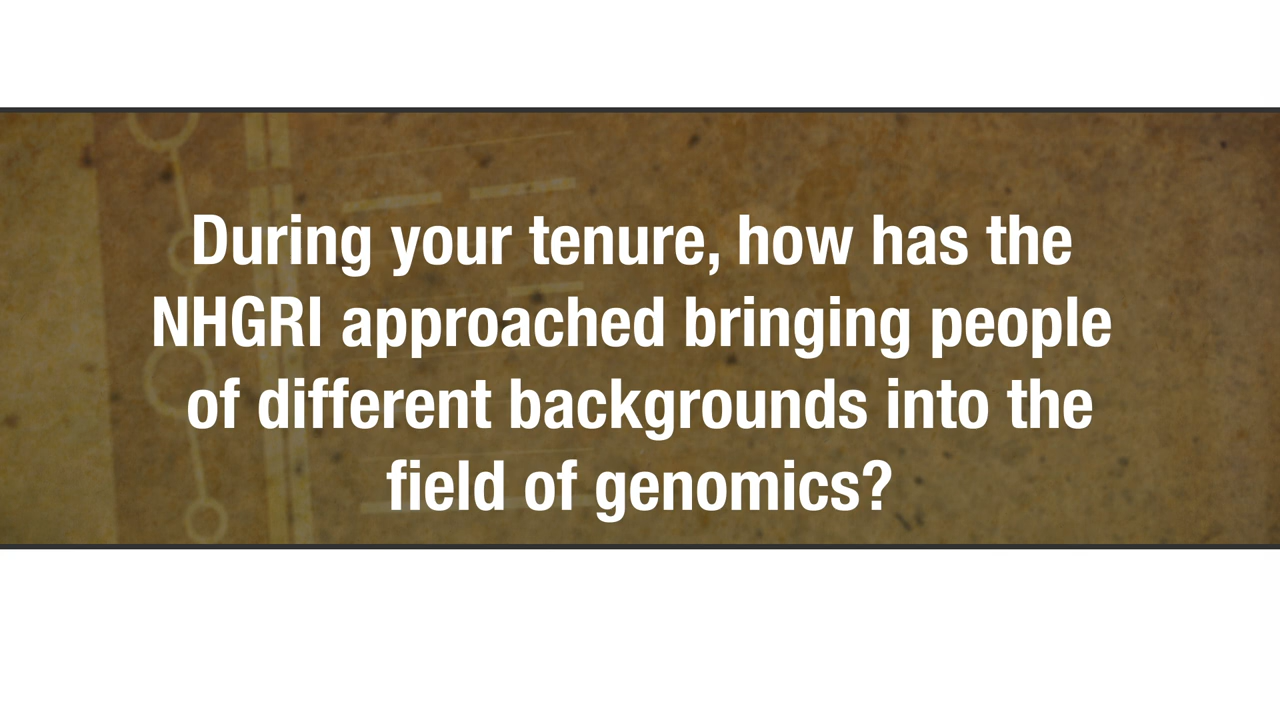 During your tenure, how has the
NHGRI approached bringing people
of different backgrounds into the
field of genomics?